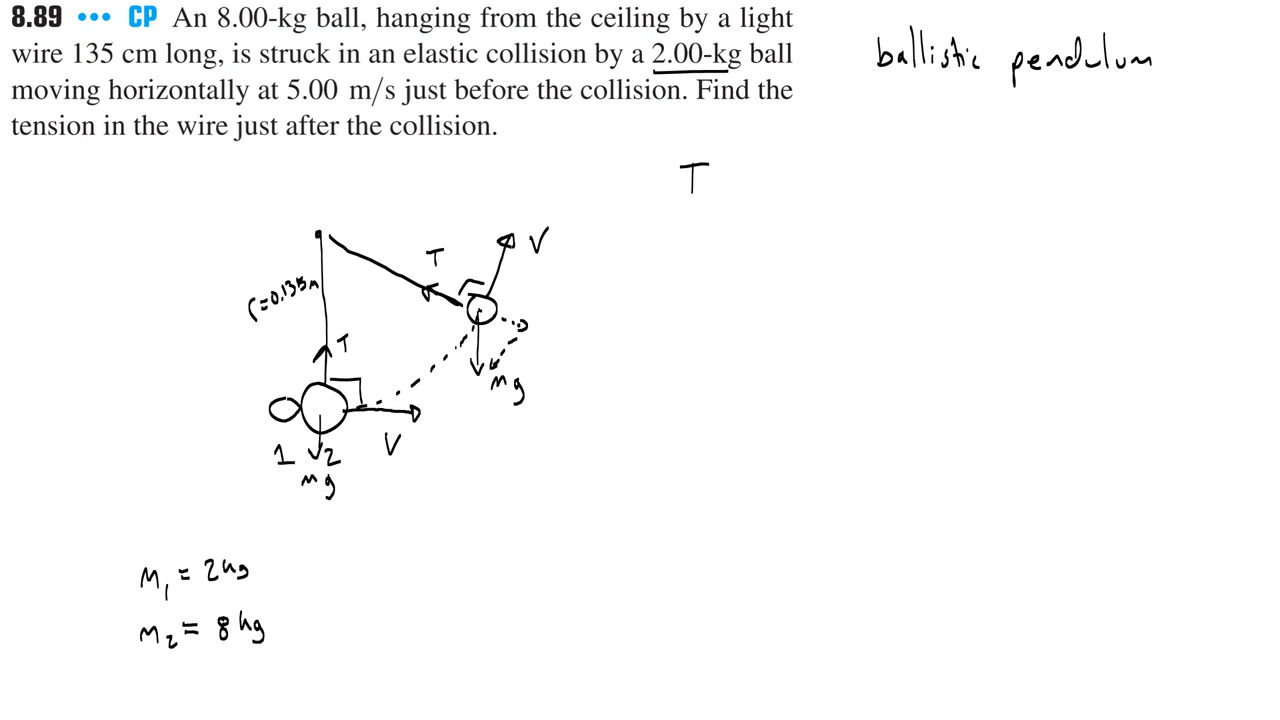 8.89 ••• CP An 8.00-kg ball, hanging from the ceiling by a light
wire 135 cm long, is struck in an elastic collision by a 2.00-kg ball
moving horizontally at 5.00 m/s just before the collision. Find the
tension in the wire just after the collision.
ballistic pendulum
T
V
T
r=0.135m
T
mg
V
1 2
mg
m₁ = 2kg
m₂ = 8kg